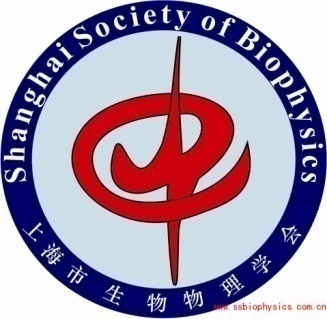 Shanghai Society of Biophysics
上海市生物物理学会
www.ssbiophysics.com.cn